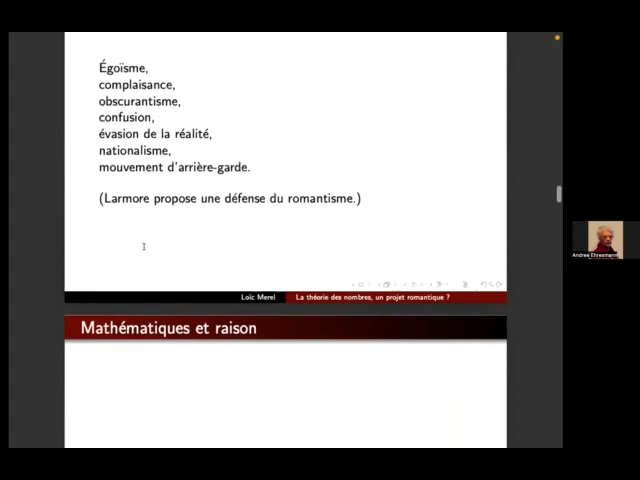 Égoïsme,
complaisance,
obscurantisme,
confusion,
évasion de la réalité,
nationalisme,
mouvement d'arrière-garde.
(Larmore propose une défense du romantisme.)
Loïc Merel La théorie des nombres, un projet romantique ?
Mathématiques et raison
Andree Ehresmann